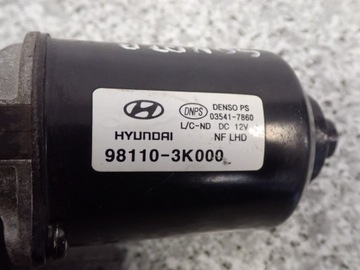 DNPS
DENSO PS
03541-7860
L/C-ND DC 12V
HYUNDAI NF LHD
98110-3K000